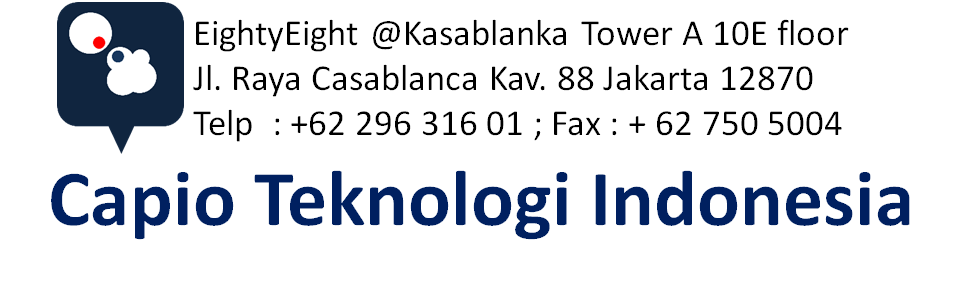 EightyEight @Kasablanka Tower A 10E floor
Jl. Raya Casablanca Kav. 88 Jakarta 12870
Telp  : +62 296 316 01 ; Fax : + 62 750 5004
Capio Teknologi Indonesia